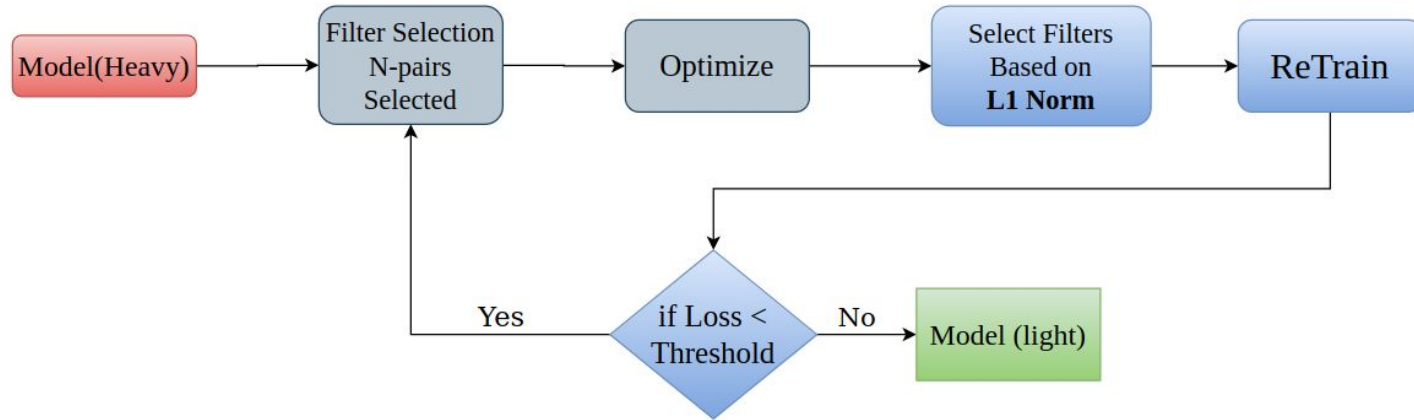 Model(Heavy)
Filter Selection
N-pairs
Selected
Optimize
Select Filters
Based on
L1 Norm
ReTrain
Yes
if Loss <
Threshold
No
Model (light)